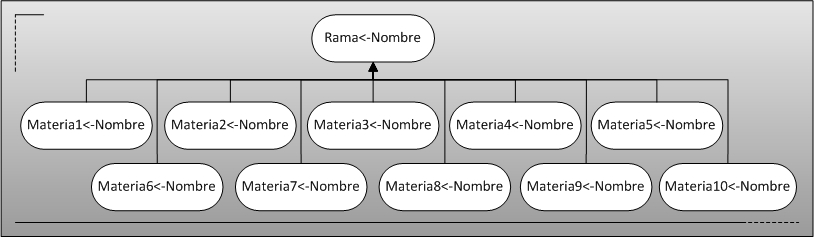 Rama<-Nombre
Materia1<-Nombre
Materia2<-Nombre
Materia3<-Nombre
Materia4<-Nombre
Materia5<-Nombre
Materia6<-Nombre
Materia7<-Nombre
Materia8<-Nombre
Materia9<-Nombre
Materia10<-Nombre